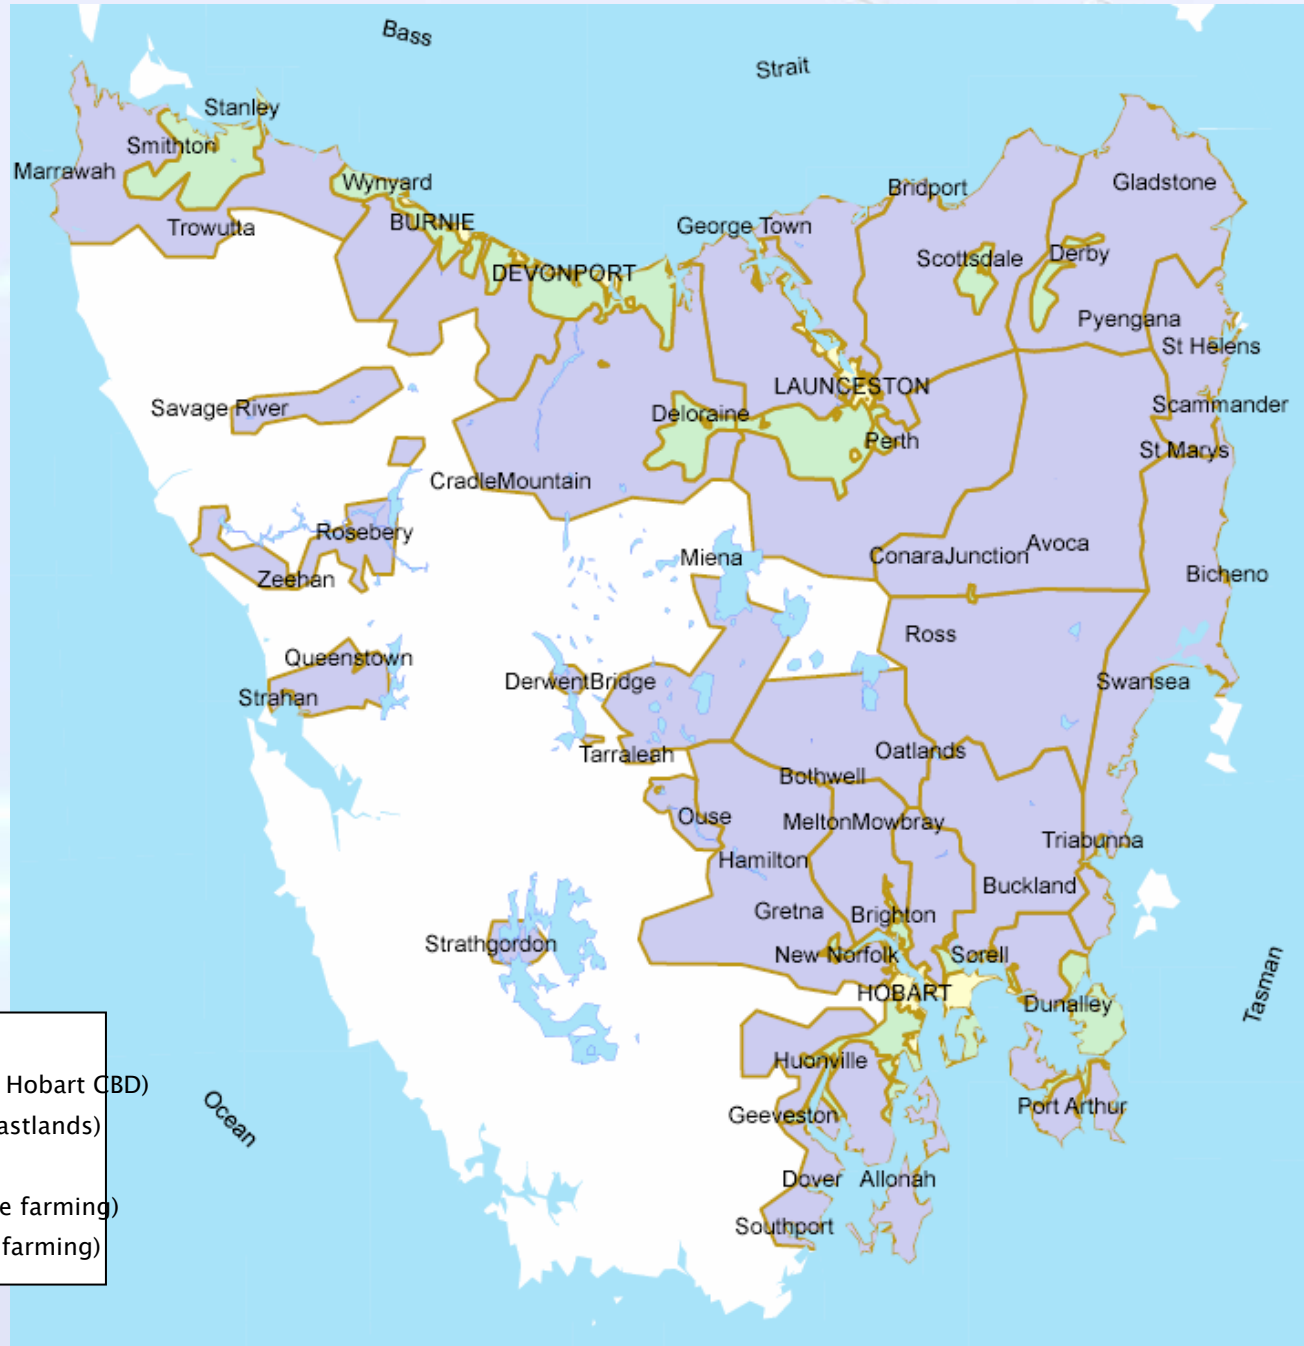 Bass
Strait
Stanley
Smithton
Marrawah
Wynyard
Gladstone
Bridport
BURNIE
George Town
Trowutta
Scottsdale
Derby
DEVONPORT
Pyengana
St Helens
LAUNCESTON
Savage River
Deloraine
Scammander
Perth
St Marys
CradleMountain
Rosebery
Miena
ConaraJunction
Avoca
Zeehan
Bicheno
Ross
Queenstown
DerwentBridge
Swansea
Strahan
Tarraleah
Oatlands
Bothwell
Ouse
MeltonMowbray
Triabunna
Hamilton
Buckland
Gretna
Brighton
Strathgordon
New Norfolk
Sorell
Tasman
HOBART
Dunalley
Huonville
Hobart CBD)
Ocean
Port Arthur
Geeveston
astlands)
Dover
Allonah
e farming)
Southport
farming)